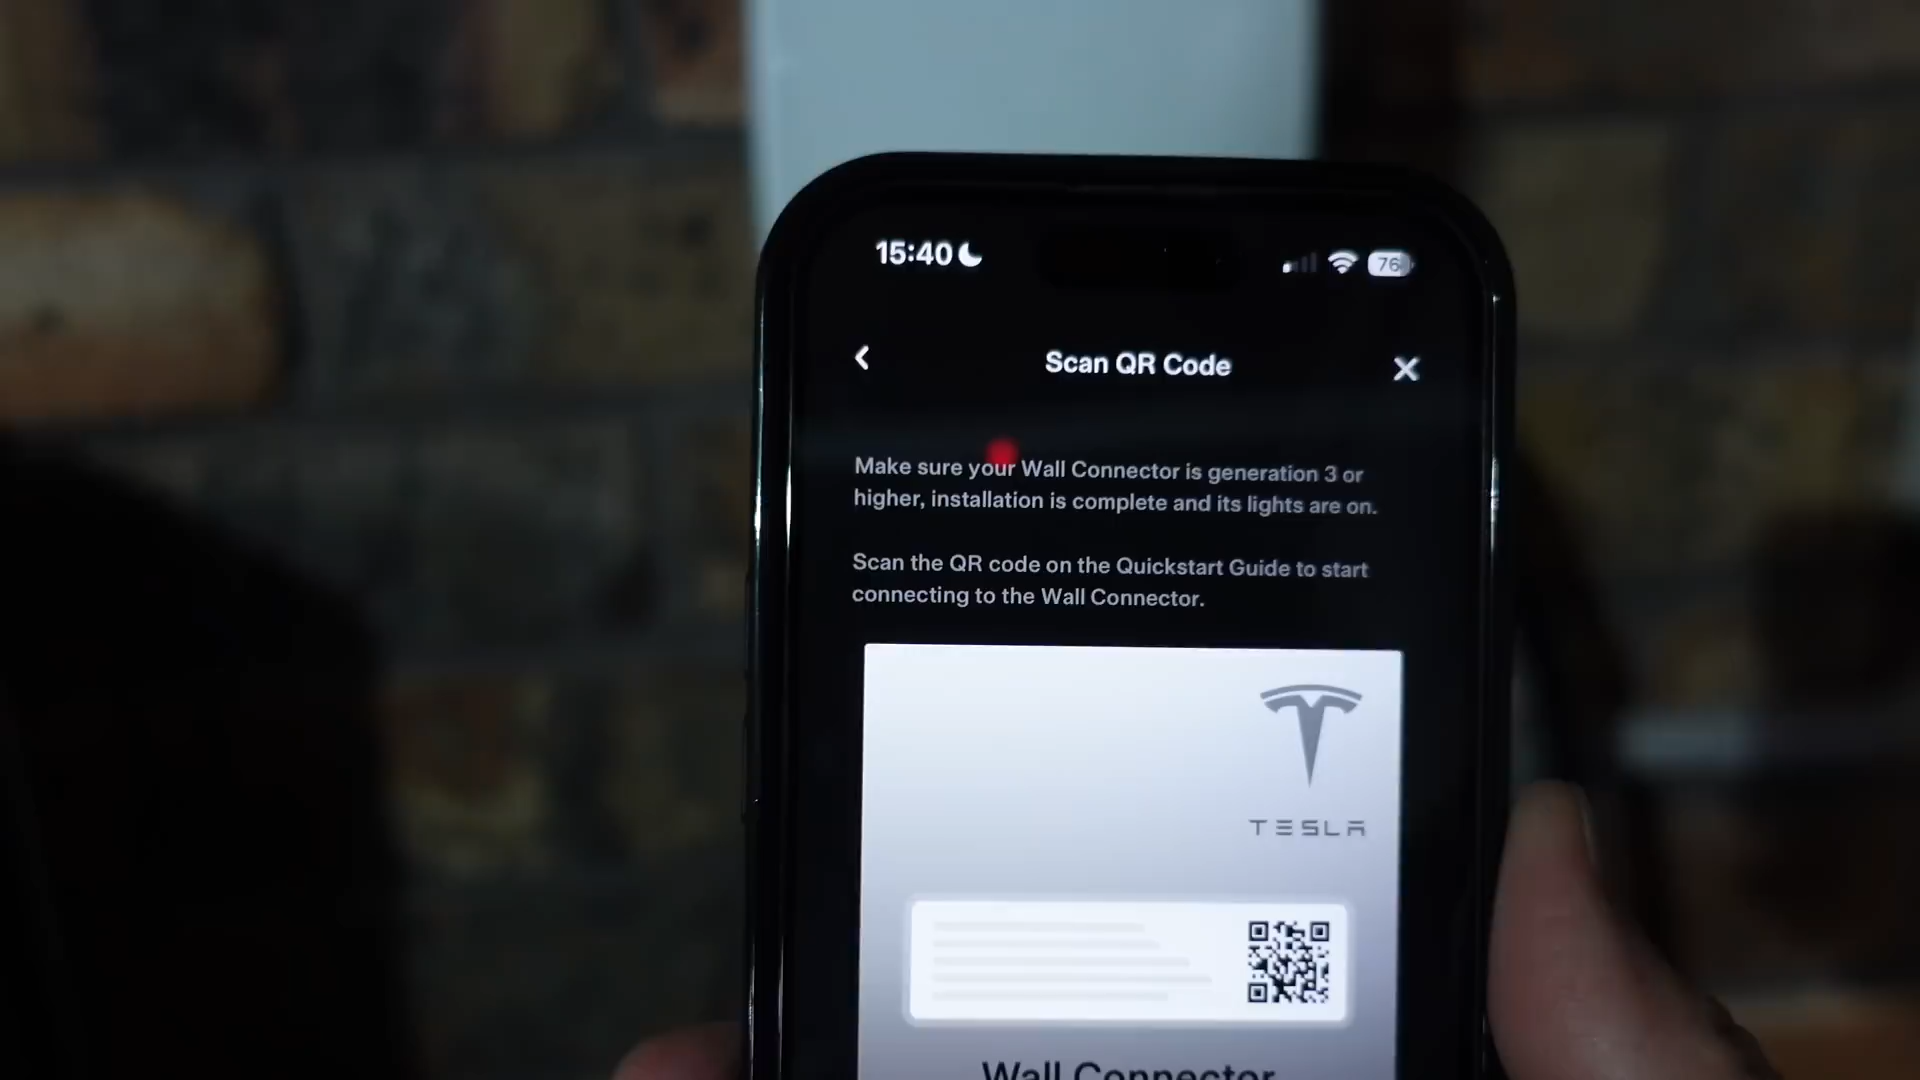 15:40
76
Scan QR Code
Make sure your Wall Connector is generation 3 or
higher, installation is complete and its lights are on.
Scan the QR code on the Quickstart Guide to start
connecting to the Wall Connector.
TESLA
Wall Connector